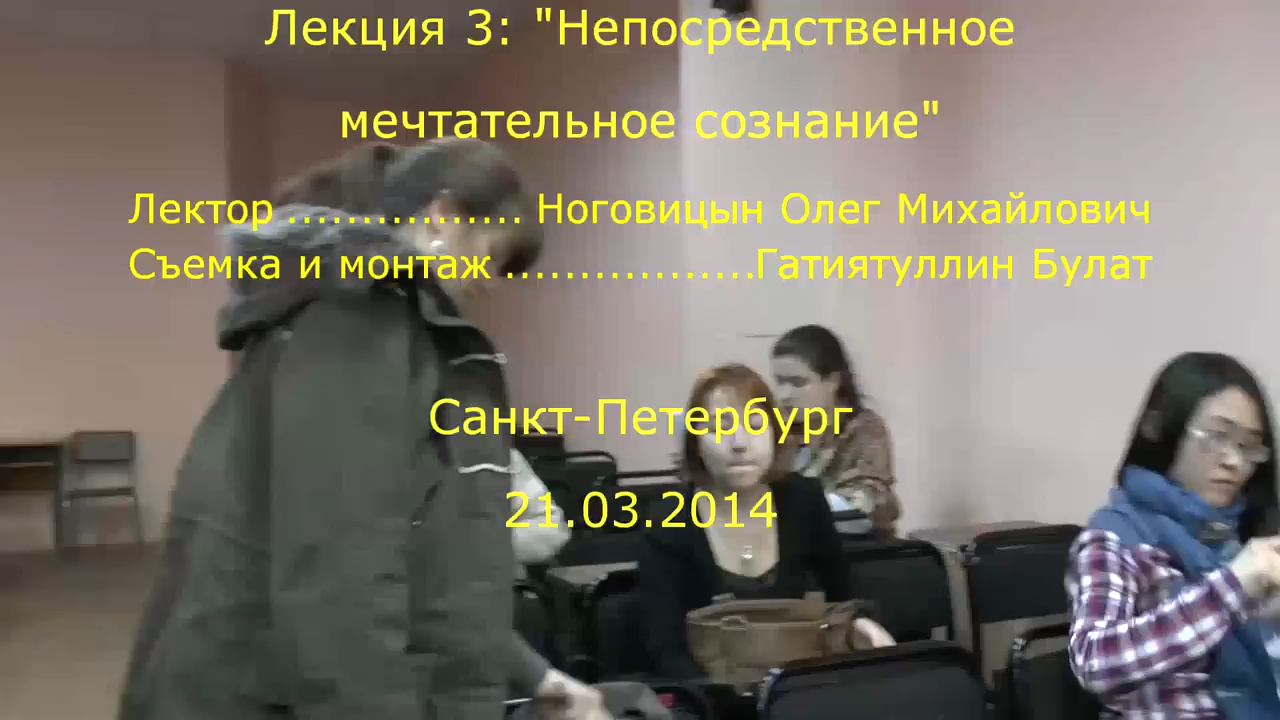 Лекция 3: "Непосредственное
мечтательное сознание"
Лектор ................ Ноговицын Олег Михайлович
Съемка и монтаж .................Гатиятуллин Булат
Санкт-Петербург
21.03.2014